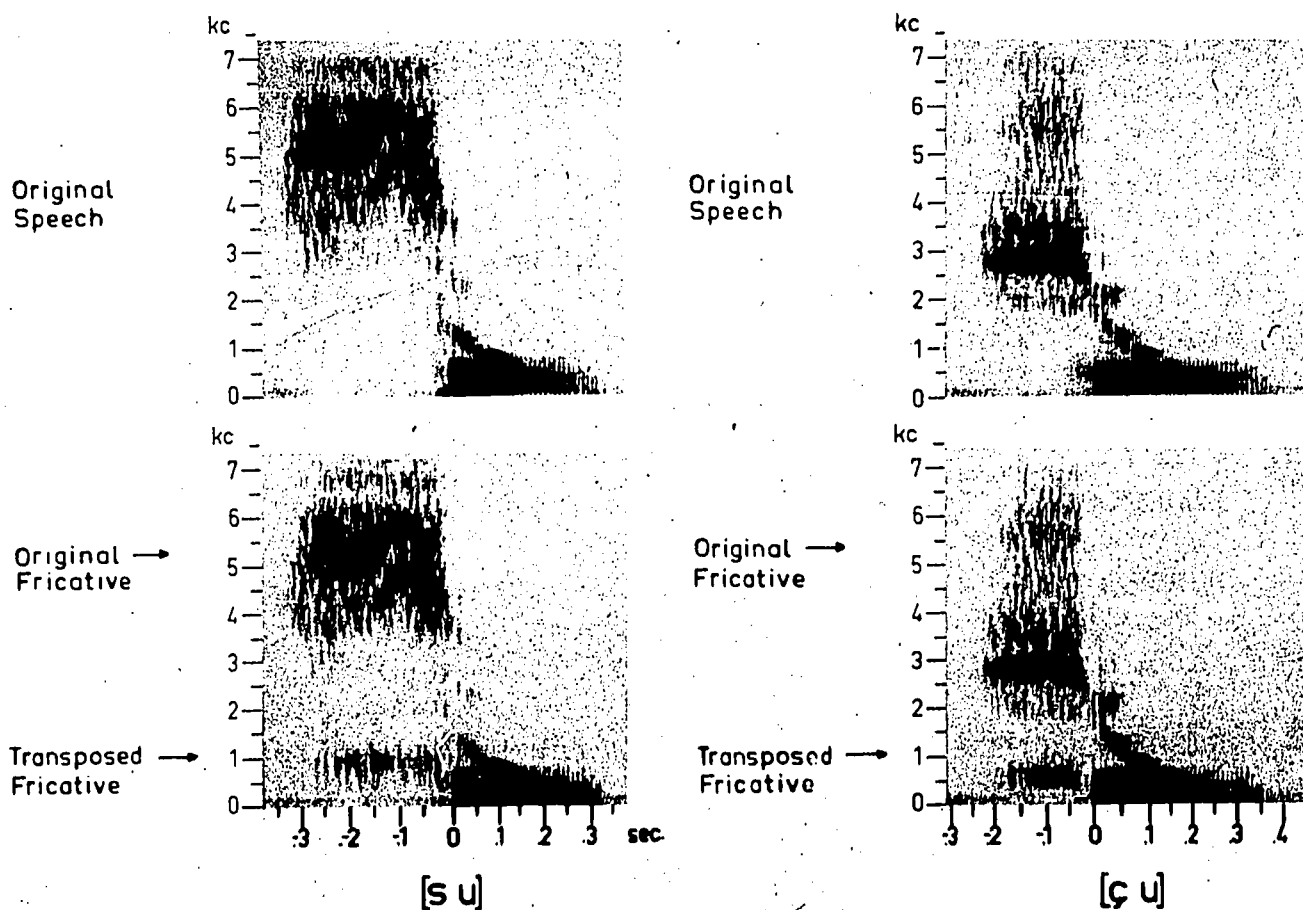 kc
7
6
5
4
3
2
1
0
Original
Speech
kc
7
6
5
4
3
2
1
0
Original
Speech
kc
7
6
5
4
3
2
1
0
Original →
Fricative
Transposed →
Fricative
-.3 -.2 -.1 0 .1 .2 .3 sec.
[s u]
kc
7
6
5
4
3
2
1
0
Original →
Fricative
Transposed →
Fricative
-.3 -.2 -.1 0 .1 .2 .3 .4
[ç u]